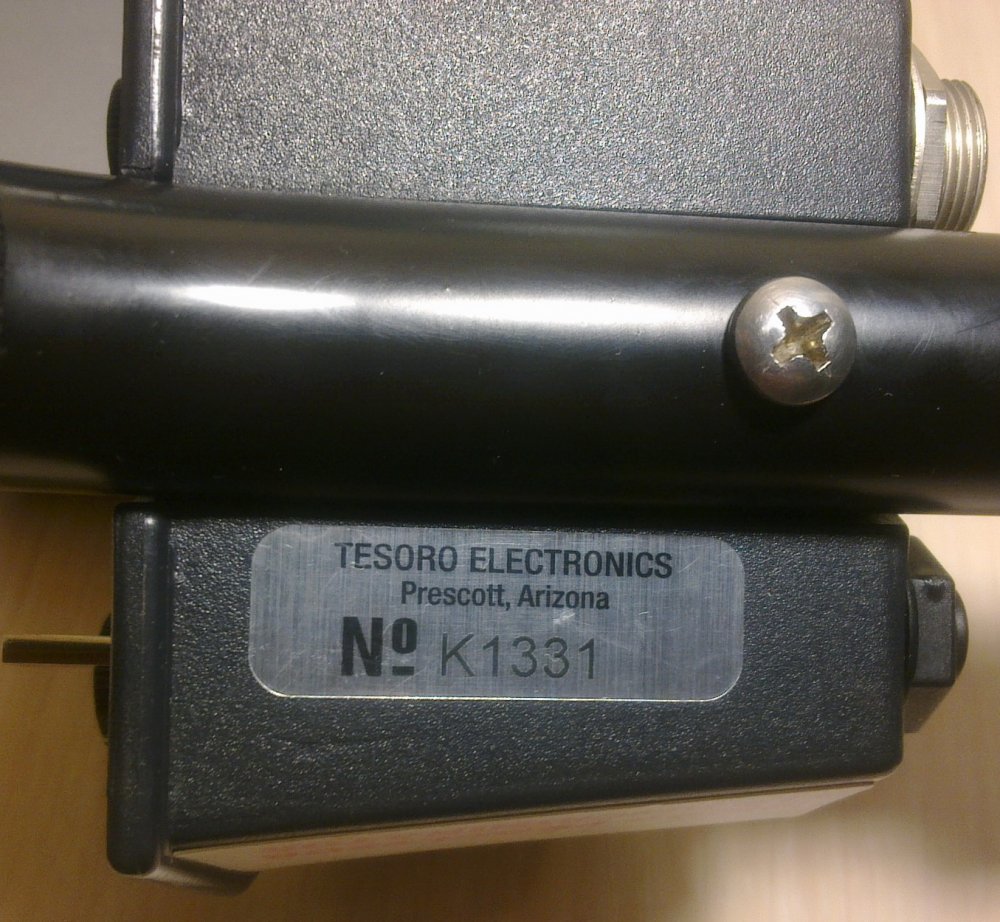 TESORO ELECTRONICS
Prescott, Arizona
Nº K1331